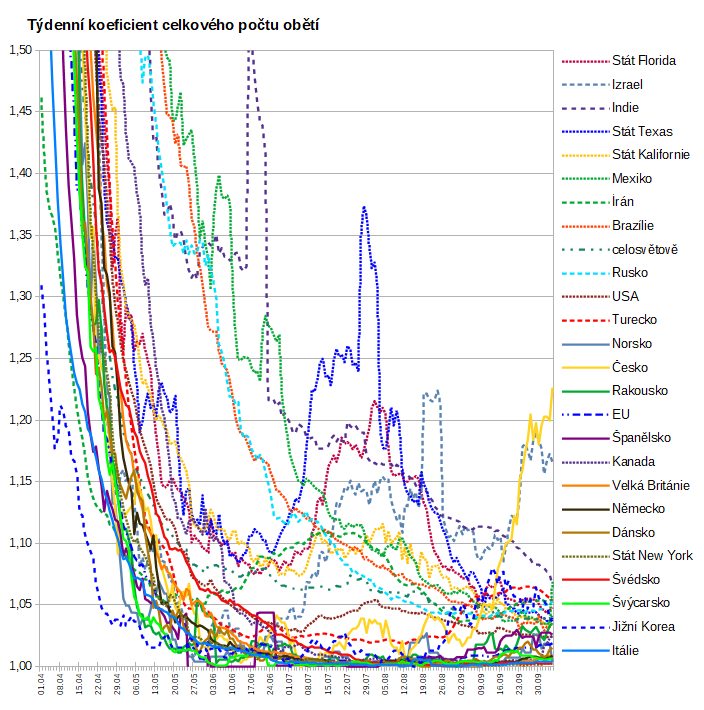 Týdenní koeficient celkového počtu obětí
1,50
1,45
1,40
1,35
1,30
1,25
1,20
1,15
1,10
1,05
1,00
01.04
08.04
15.04
22.04
29.04
06.05
13.05
20.05
27.05
03.06
10.06
17.06
24.06
01.07
08.07
15.07
22.07
29.07
05.08
12.08
19.08
26.08
02.09
09.09
16.09
23.09
30.09
Stát Florida
Izrael
Indie
Stát Texas
Stát Kalifornie
Mexiko
Írán
Brazílie
celosvětově
Rusko
USA
Turecko
Norsko
Česko
Rakousko
EU
Španělsko
Kanada
Velká Británie
Německo
Dánsko
Stát New York
Švédsko
Švýcarsko
Jižní Korea
Itálie